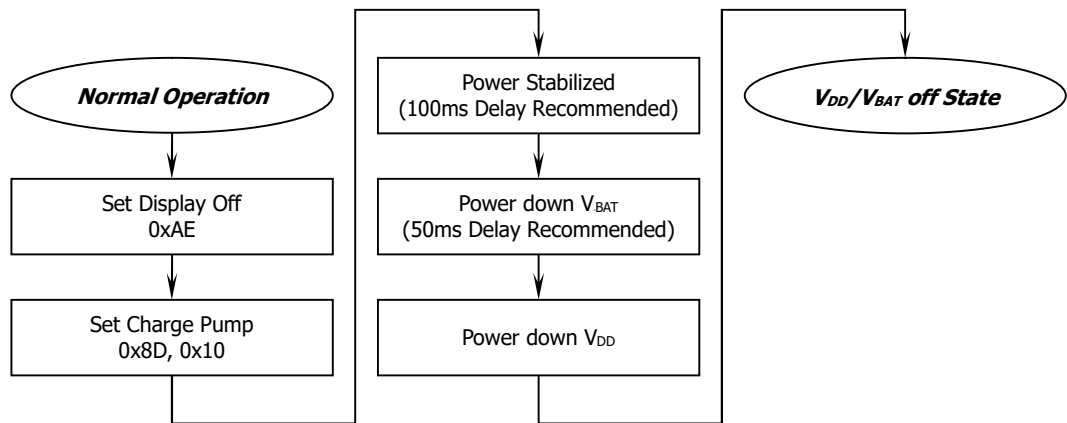 Normal Operation
Set Display Off
0xAE
Set Charge Pump
0x8D, 0x10
Power Stabilized
(100ms Delay Recommended)
Power down VBAT
(50ms Delay Recommended)
Power down VDD
VDD/VBAT off State